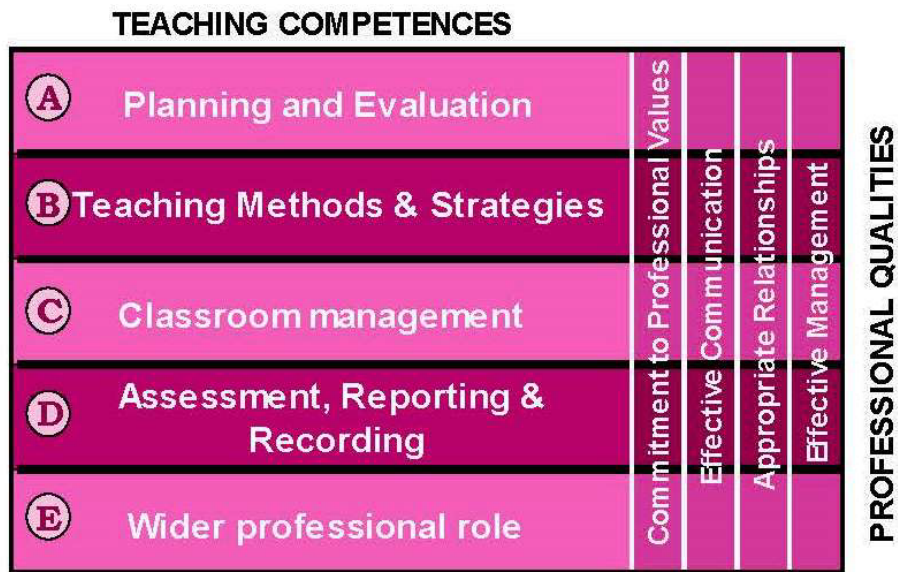 TEACHING COMPETENCES
A Planning and Evaluation
B Teaching Methods & Strategies
C Classroom management
D Assessment, Reporting &
Recording
E Wider professional role
Commitment to Professional Values
Effective Communication
Appropriate Relationships
Effective Management
PROFESSIONAL QUALITIES